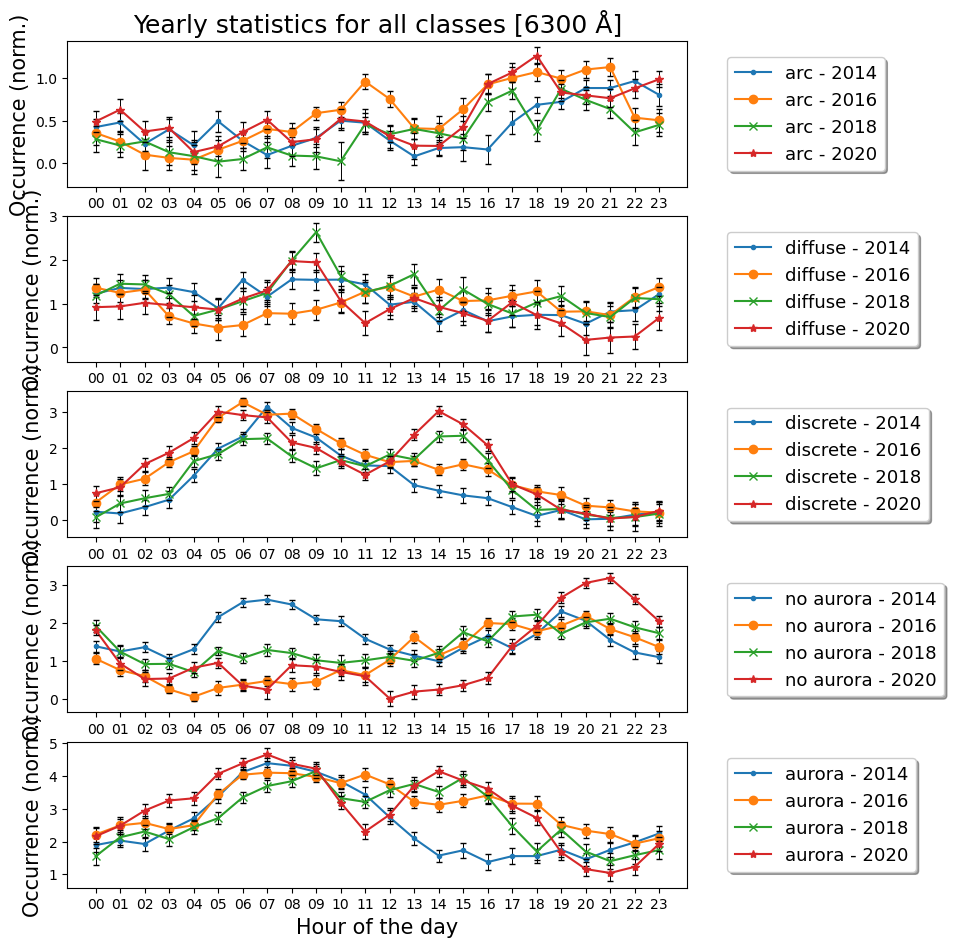 Yearly statistics for all classes [6300 Å]
Occurrence (norm.)
1.0
0.5
0.0
00 01 02 03 04 05 06 07 08 09 10 11 12 13 14 15 16 17 18 19 20 21 22 23
arc - 2014
arc - 2016
arc - 2018
arc - 2020
Occurrence (norm.)
3
2
1
0
00 01 02 03 04 05 06 07 08 09 10 11 12 13 14 15 16 17 18 19 20 21 22 23
diffuse - 2014
diffuse - 2016
diffuse - 2018
diffuse - 2020
Occurrence (norm.)
3
2
1
0
00 01 02 03 04 05 06 07 08 09 10 11 12 13 14 15 16 17 18 19 20 21 22 23
discrete - 2014
discrete - 2016
discrete - 2018
discrete - 2020
Occurrence (norm.)
3
2
1
0
00 01 02 03 04 05 06 07 08 09 10 11 12 13 14 15 16 17 18 19 20 21 22 23
no aurora - 2014
no aurora - 2016
no aurora - 2018
no aurora - 2020
Occurrence (norm.)
5
4
3
2
1
00 01 02 03 04 05 06 07 08 09 10 11 12 13 14 15 16 17 18 19 20 21 22 23
aurora - 2014
aurora - 2016
aurora - 2018
aurora - 2020
Hour of the day